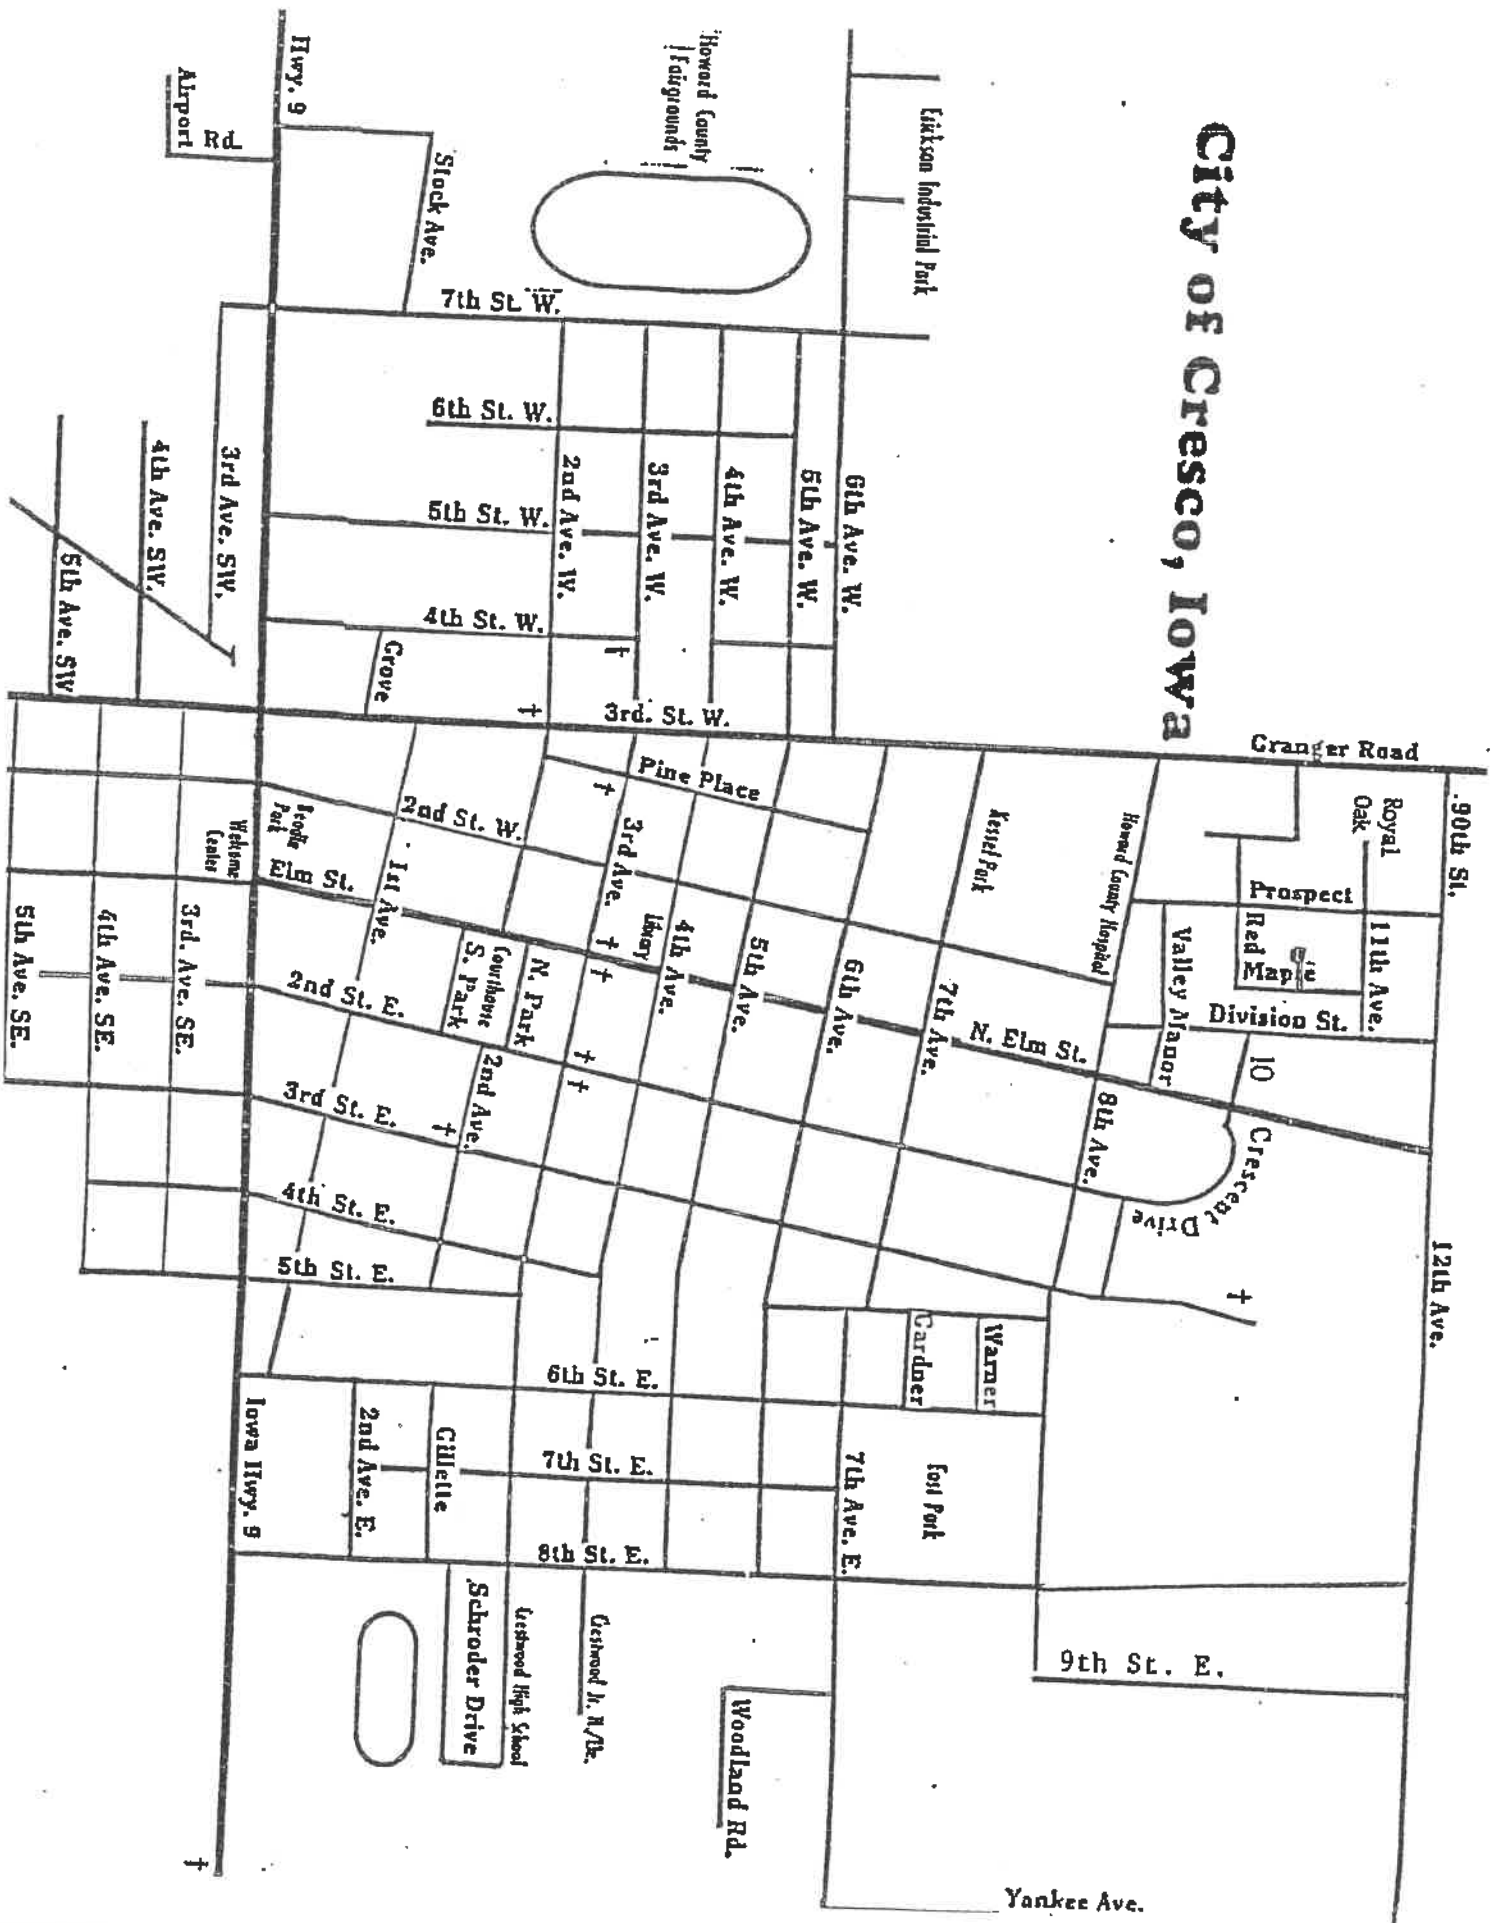 City of Cresco, Iowa
Hwy. 9
Airport Rd.
Stock Ave.
Howard County
Fairgrounds
Erickson Industrial Park
7th St. W.
6th St. W.
5th St. W.
4th St. W.
Grove
3rd. St. W.
2nd Ave. W.
3rd Ave. W.
4th Ave. W.
5th Ave. W.
6th Ave. W.
3rd Ave. SW.
4th Ave. SW.
5th Ave. SW
Granger Road
90th St.
Royal
Oak
Prospect
Red
Maple
11th Ave.
Division St.
Valley Manor
Howard County Hospital
Kessel Park
Pine Place
2nd St. W.
Beadle
Park
Welcome
Center
Elm St.
1st Ave.
3rd Ave.
Library
4th Ave.
5th Ave.
6th Ave.
7th Ave.
N. Elm St.
8th Ave.
10
Crescent Drive
12th Ave.
N. Park
Courthouse
S. Park
2nd Ave.
2nd St. E.
3rd St. E.
4th St. E.
5th St. E.
3rd. Ave. SE.
4th Ave. SE.
5th Ave. SE.
6th St. E.
7th St. E.
8th St. E.
9th St. E.
Gardner
Warner
7th Ave. E.
Fost Park
Iowa Hwy. 9
2nd Ave. E.
Gillette
Schroder Drive
Crestwood High School
Woodland Rd.
Yankee Ave.